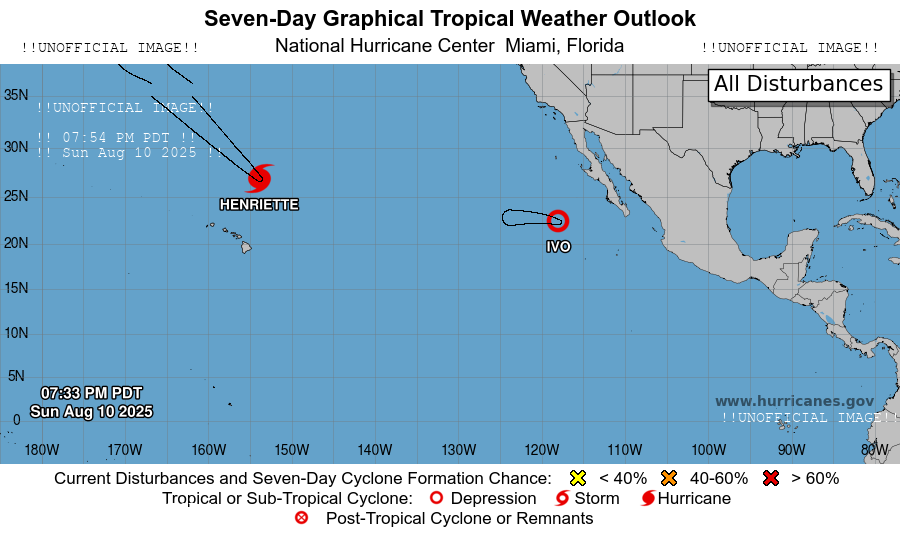 Seven-Day Graphical Tropical Weather Outlook
!!UNOFFICIAL IMAGE!!
National Hurricane Center  Miami, Florida
!!UNOFFICIAL IMAGE!!
All Disturbances
35N
!!UNOFFICIAL IMAGE!!
!! 07:54 PM PDT !!
30N
!! Sun Aug 10 2025 !!
25N
HENRIETTE
20N
IVO
15N
10N
5N
07:33 PM PDT
Sun Aug 10 2025
www.hurricanes.gov
!!UNOFFICIAL IMAGE!!
0
180W 170W 160W 150W 140W 130W 120W 110W 100W 90W 80W
Current Disturbances and Seven-Day Cyclone Formation Chance: < 40% 40-60% > 60%
Tropical or Sub-Tropical Cyclone: Depression Storm Hurricane
Post-Tropical Cyclone or Remnants